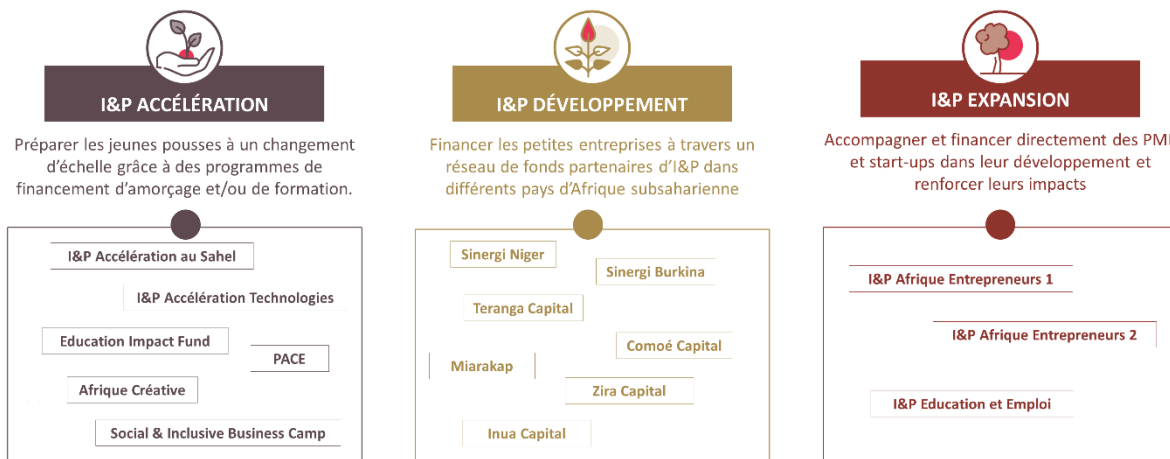 I&P ACCÉLÉRATION
Préparer les jeunes pousses à un changement
d'échelle grâce à des programmes de
financement d'amorçage et/ou de formation.
I&P Accélération au Sahel
I&P Accélération Technologies
Education Impact Fund
PACE
Afrique Créative
Social & Inclusive Business Camp
I&P DÉVELOPPEMENT
Financer les petites entreprises à travers un
réseau de fonds partenaires d'I&P dans
différents pays d'Afrique subsaharienne
Sinergi Niger
Sinergi Burkina
Teranga Capital
Comoé Capital
Miarakap
Zira Capital
Inua Capital
I&P EXPANSION
Accompagner et financer directement des PME
et start-ups dans leur développement et
renforcer leurs impacts
I&P Afrique Entrepreneurs 1
I&P Afrique Entrepreneurs 2
I&P Education et Emploi